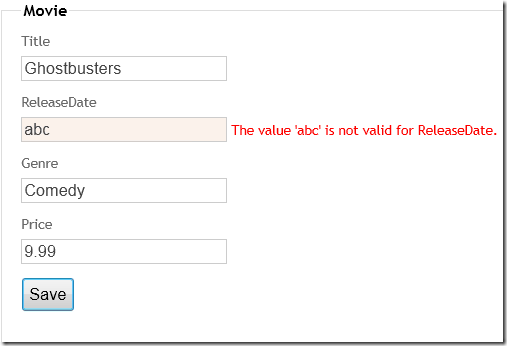 Movie
Title
Ghostbusters
ReleaseDate
abc The value 'abc' is not valid for ReleaseDate.
Genre
Comedy
Price
9.99
Save